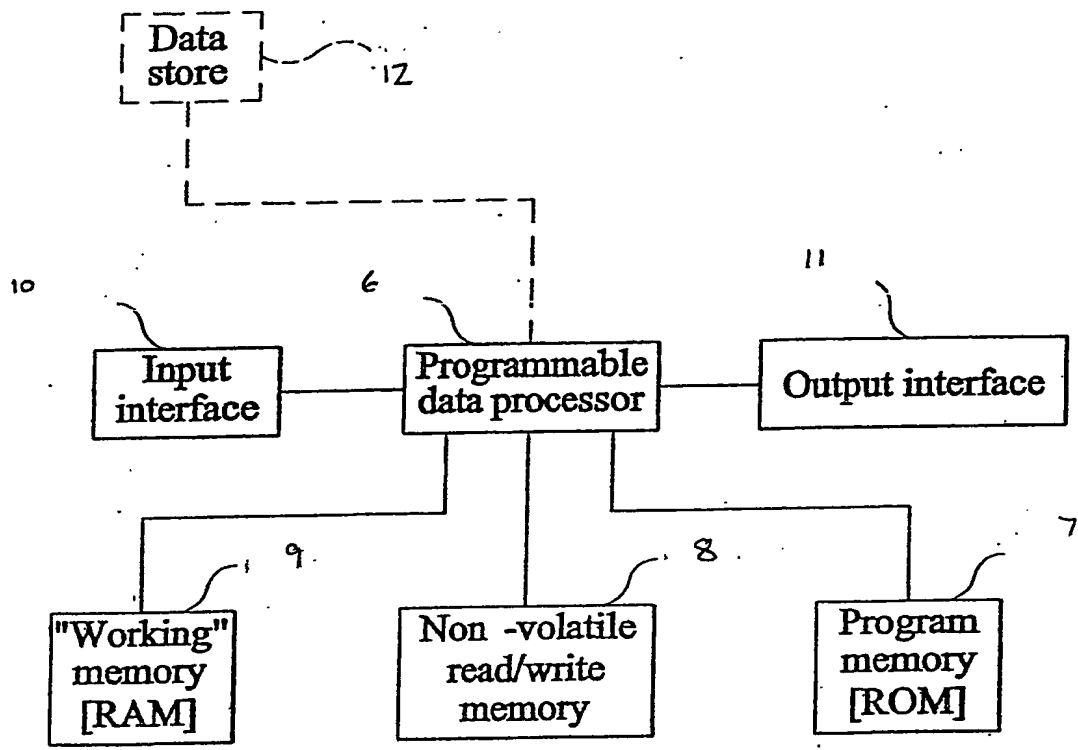 Data
store
12
10
6
11
Input
interface
Programmable
data processor
Output interface
9
8
7
"Working"
memory
[RAM]
Non -volatile
read/write
memory
Program
memory
[ROM]